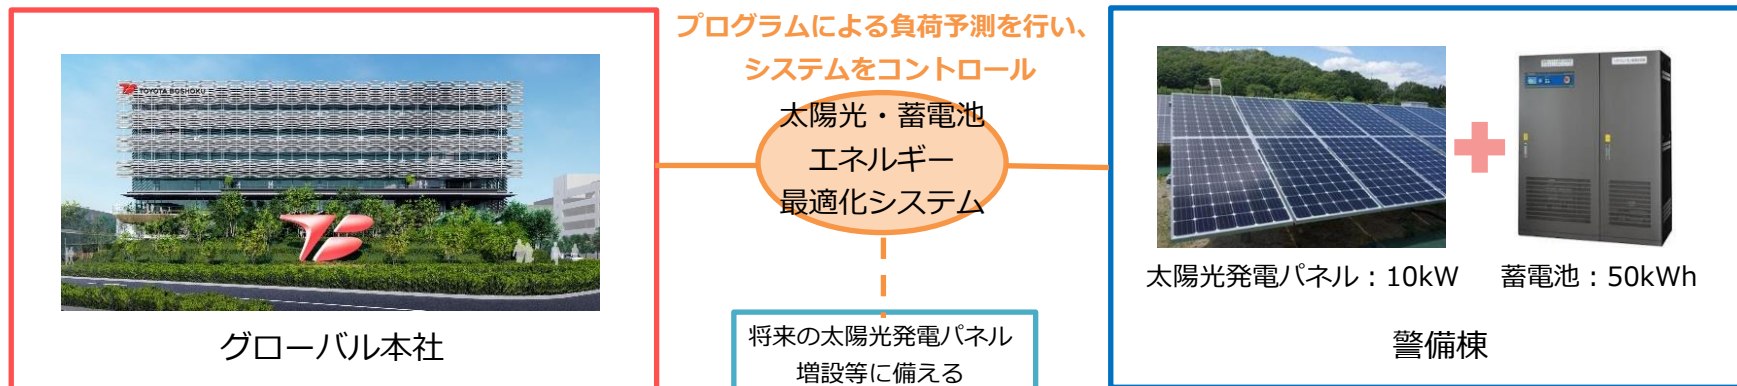 プログラムによる負荷予測を行い、
システムをコントロール
TOYOTA BOSHOKU
太陽光・蓄電池
エネルギー
最適化システム
太陽光発電パネル：10kW
蓄電池：50kWh
グローバル本社
将来の太陽光発電パネル
増設等に備える
警備棟